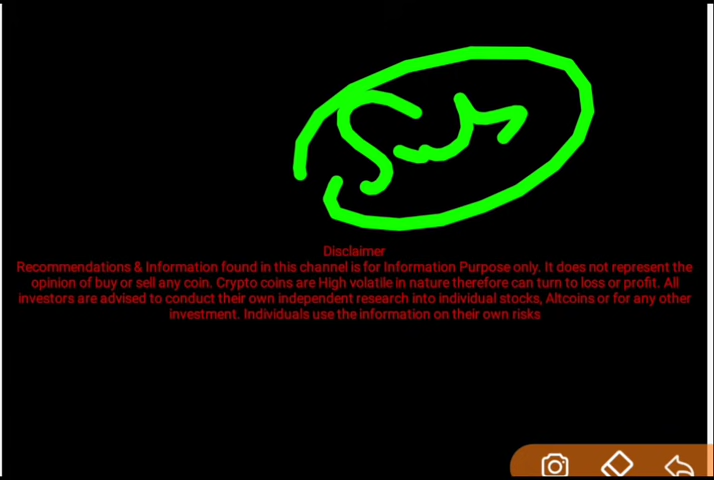 Disclaimer
Recommendations & Information found in this channel is for Information Purpose only. It does not represent the
opinion of buy or sell any coin. Crypto coins are High volatile in nature therefore can turn to loss or profit. All
investors are advised to conduct their own independent research into individual stocks, Altcoins or for any other
investment. Individuals use the information on their own risks